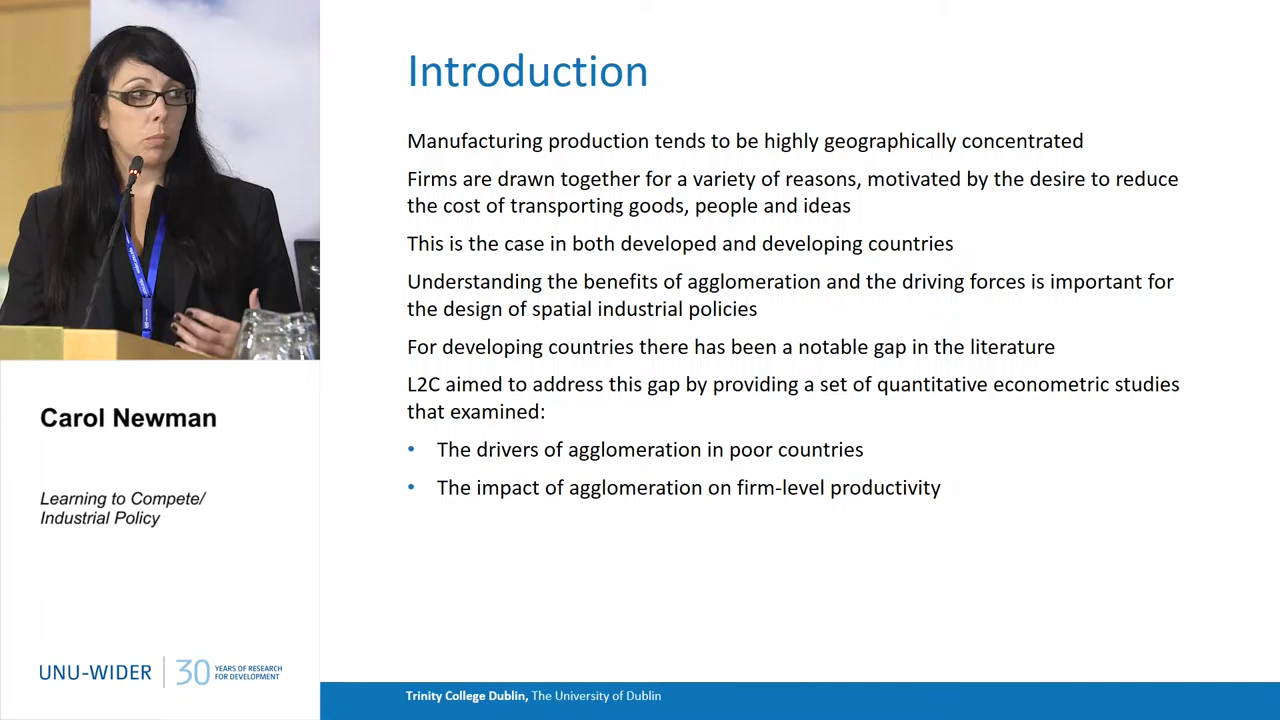 Introduction
Manufacturing production tends to be highly geographically concentrated
Firms are drawn together for a variety of reasons, motivated by the desire to reduce
the cost of transporting goods, people and ideas
This is the case in both developed and developing countries
Understanding the benefits of agglomeration and the driving forces is important for
the design of spatial industrial policies
For developing countries there has been a notable gap in the literature
L2C aimed to address this gap by providing a set of quantitative econometric studies
that examined:
• The drivers of agglomeration in poor countries
• The impact of agglomeration on firm-level productivity
Carol Newman
Learning to Compete/
Industrial Policy
UNU-WIDER
30 YEARS OF RESEARCH
FOR DEVELOPMENT
Trinity College Dublin, The University of Dublin